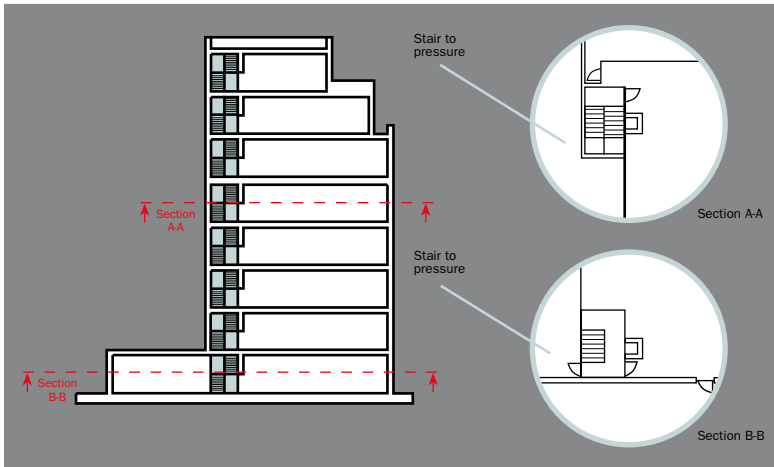 Stair to
pressure
Section A-A
Section
A-A
Stair to
pressure
Section
B-B
Section B-B